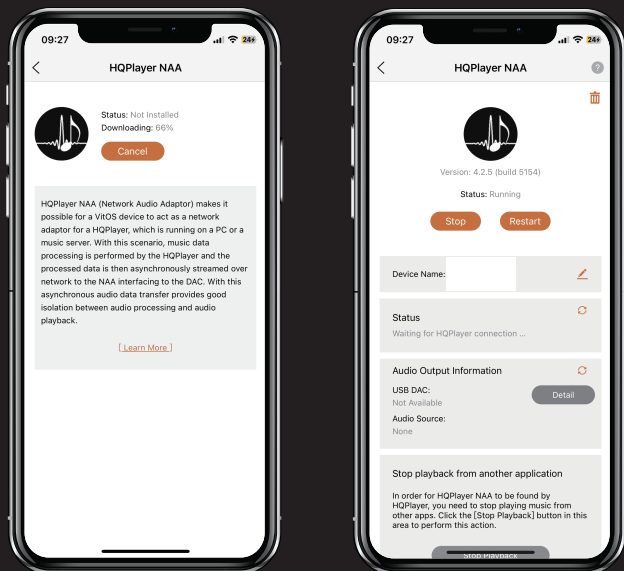 09:27
24
HQPlayer NAA
Status: Not Installed
Downloading: 66%
Cancel
HQPlayer NAA (Network Audio Adaptor) makes it
possible for a VitOS device to act as a network
adaptor for a HQPlayer, which is running on a PC or a
music server. With this scenario, music data
processing is performed by the HQPlayer and the
processed data is then asynchronously streamed over
network to the NAA interfacing to the DAC. With this
asynchronous audio data transfer provides good
isolation between audio processing and audio
playback.
[ Learn More ]
09:27
24
HQPlayer NAA
?
Version: 4.2.5 (build 5154)
Status: Running
Stop Restart
Device Name:
Status
Waiting for HQPlayer connection ...
Audio Output Information
USB DAC:
Not Available
Detail
Audio Source:
None
Stop playback from another application
In order for HQPlayer NAA to be found by
HQPlayer, you need to stop playing music from
other apps. Click the [Stop Playback] button in this
area to perform this action.
Stop Playback